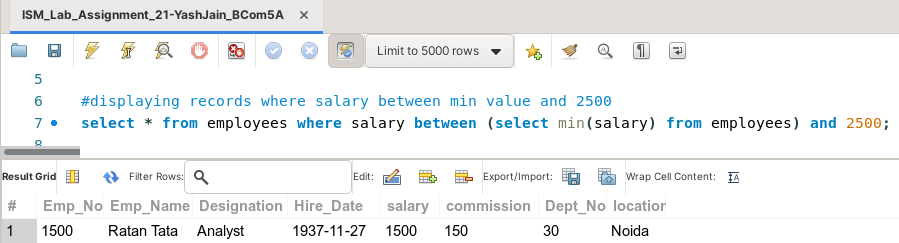 ISM_Lab_Assignment_21-YashJain_BCom5A ×
Limit to 5000 rows
5
6 #displaying records where salary between min value and 2500
7 select * from employees where salary between (select min(salary) from employees) and 2500;
8
Result Grid Filter Rows: Edit: Export/Import: Wrap Cell Content: IA
# Emp_No Emp_Name Designation Hire_Date salary commission Dept_No location
1 1500 Ratan Tata Analyst 1937-11-27 1500 150 30 Noida